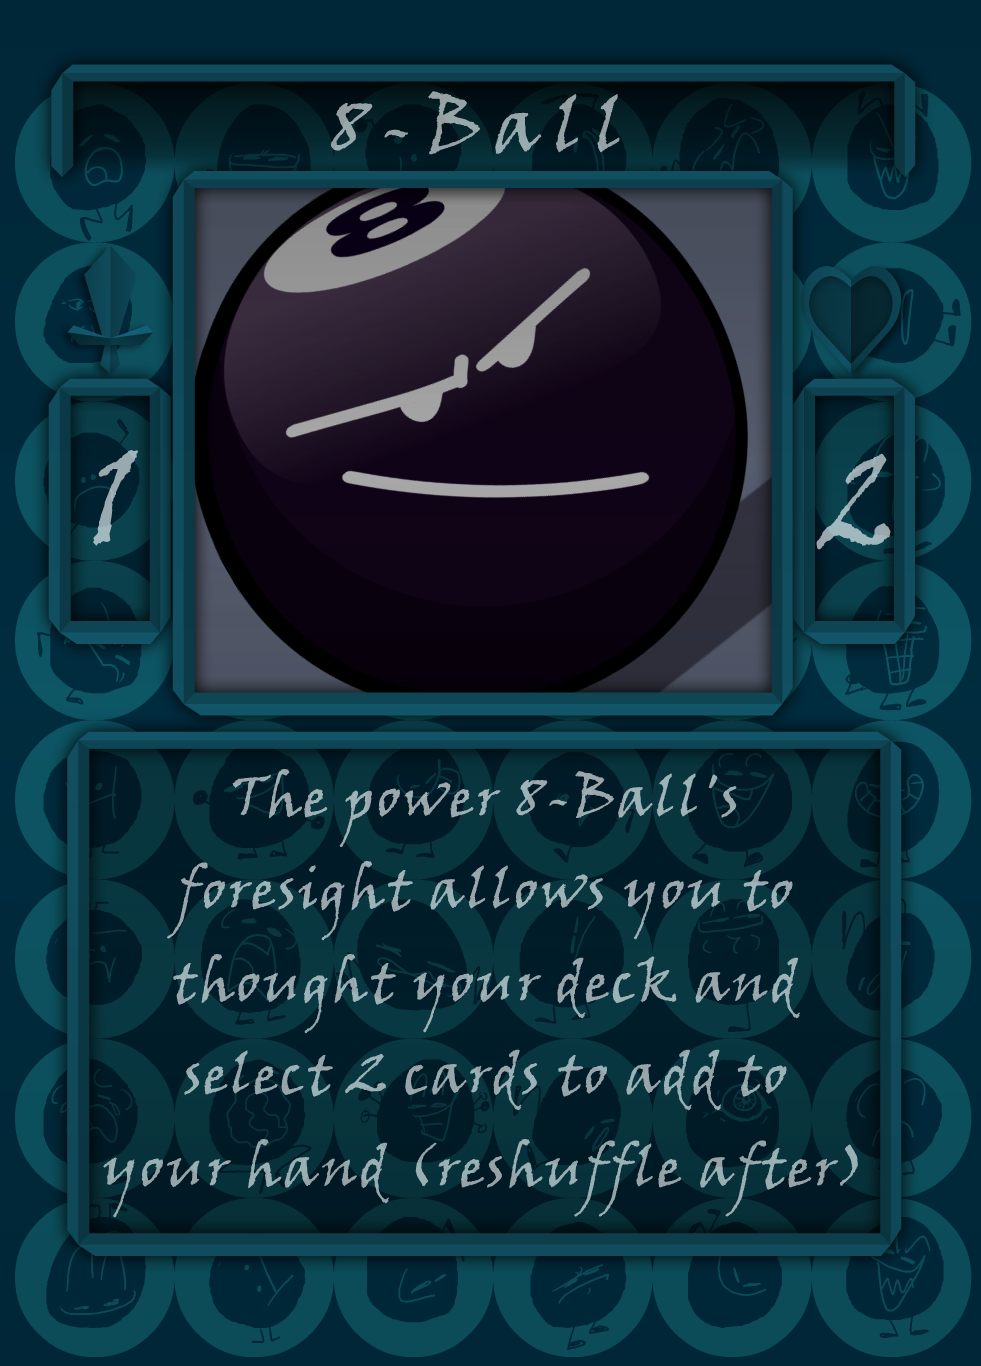 8-Ball
8
1
2
The power 8-Ball's
foresight allows you to
thought your deck and
select 2 cards to add to
your hand (reshuffle after)